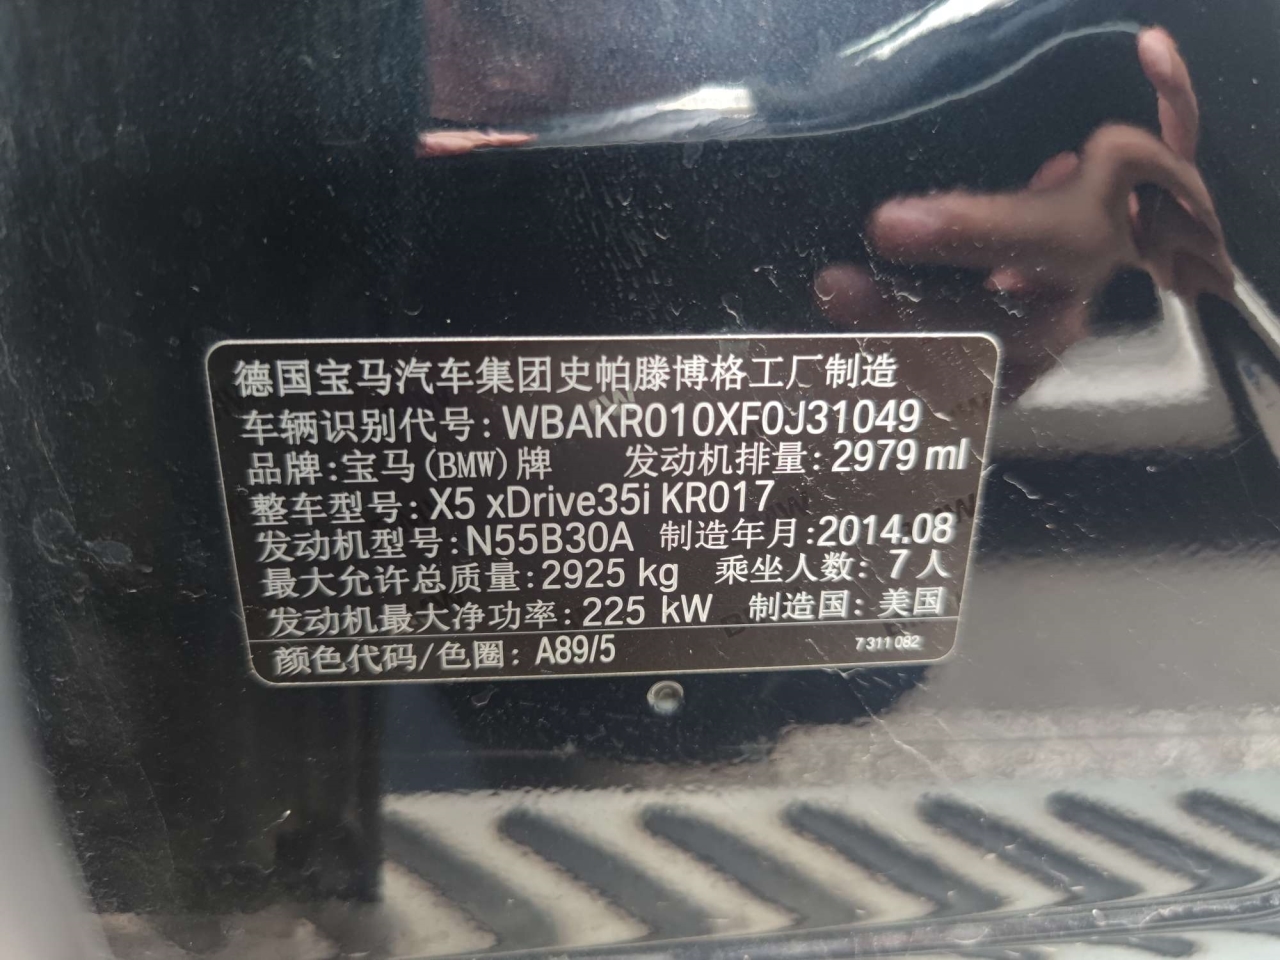 德国宝马汽车集团史帕滕博格工厂制造
车辆识别代号: WBAKR010XF0J31049
品牌:宝马(BMW)牌 发动机排量: 2979 ml
整车型号: X5 xDrive35i KR017
发动机型号:N55B30A 制造年月:2014.08
最大允许总质量:2925 kg 乘坐人数: 7人
发动机最大净功率: 225 kW 制造国: 美国
颜色代码/色圈: A89/5 7311082